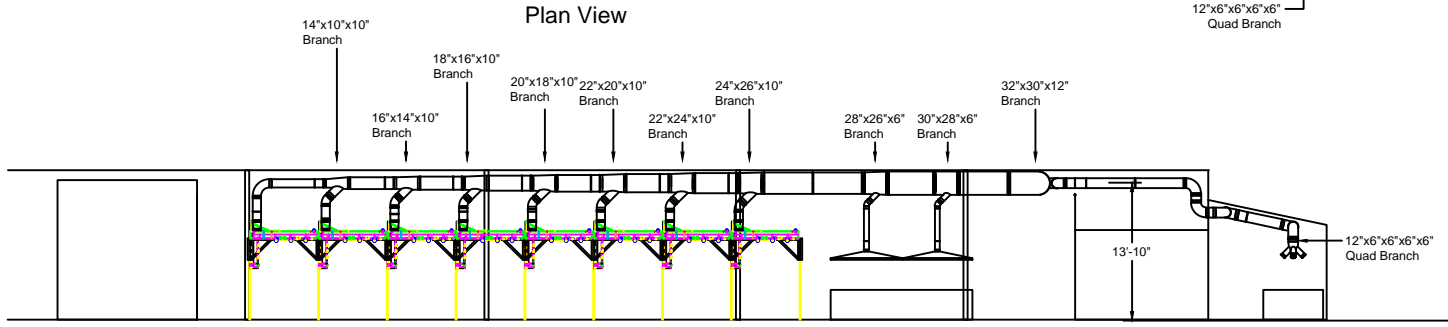 Plan View
12"x6"x6"x6"x6"
Quad Branch
14"x10"x10"
Branch
18"x16"x10"
Branch
20"x18"x10"
Branch
22"x20"x10"
Branch
24"x26"x10"
Branch
32"x30"x12"
Branch
16"x14"x10"
Branch
22"x24"x10"
Branch
28"x26"x6"
Branch
30"x28"x6"
Branch
12"x6"x6"x6"x6"
Quad Branch
13'-10"